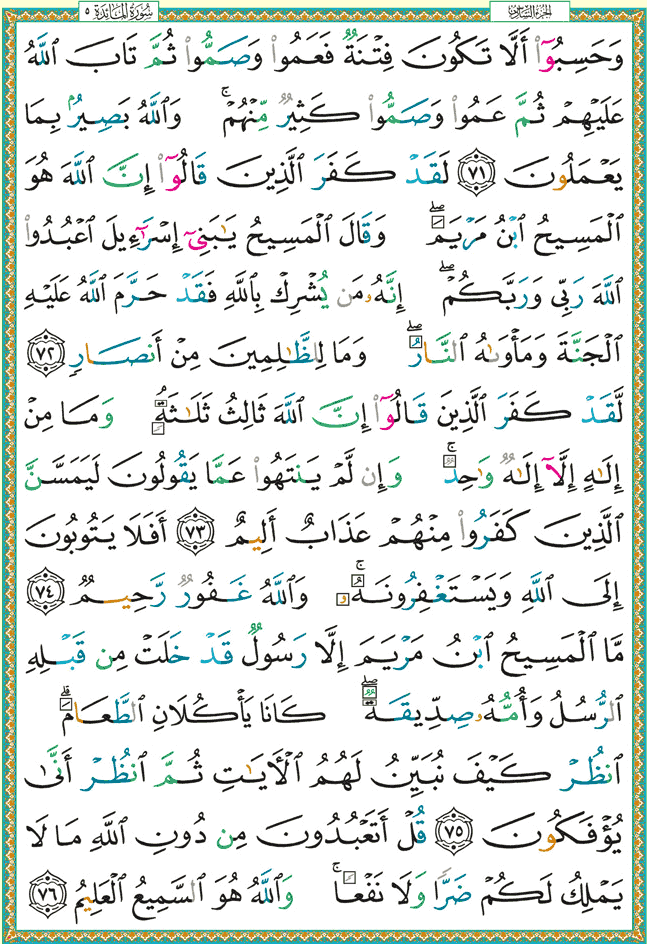 الجزء السادس
سورة المائدة ٥
وَحَسِبُوٓا۟ أَلَّا تَكُونَ فِتْنَةٌ فَعَمُوا۟ وَصَمُّوا۟ ثُمَّ تَابَ ٱللَّهُ
عَلَيْهِمْ ثُمَّ عَمُوا۟ وَصَمُّوا۟ كَثِيرٌ مِّنْهُمْ ۚ وَٱللَّهُ بَصِيرٌۢ بِمَا
يَعْمَلُونَ ٧١ لَقَدْ كَفَرَ ٱلَّذِينَ قَالُوٓا۟ إِنَّ ٱللَّهَ هُوَ
ٱلْمَسِيحُ ٱبْنُ مَرْيَمَ ۖ وَقَالَ ٱلْمَسِيحُ يَـٰبَنِىٓ إِسْرَٰٓءِيلَ ٱعْبُدُوا۟
ٱللَّهَ رَبِّى وَرَبَّكُمْ ۖ إِنَّهُۥ مَن يُشْرِكْ بِٱللَّهِ فَقَدْ حَرَّمَ ٱللَّهُ عَلَيْهِ
ٱلْجَنَّةَ وَمَأْوَىٰهُ ٱلنَّارُ ۖ وَمَا لِلظَّـٰلِمِينَ مِنْ أَنصَارٍ ٧٢
لَّقَدْ كَفَرَ ٱلَّذِينَ قَالُوٓا۟ إِنَّ ٱللَّهَ ثَالِثُ ثَلَـٰثَةٍ ۘ وَمَا مِنْ
إِلَـٰهٍ إِلَّآ إِلَـٰهٌ وَٰحِدٌ ۚ وَإِن لَّمْ يَنتَهُوا۟ عَمَّا يَقُولُونَ لَيَمَسَّنَّ
ٱلَّذِينَ كَفَرُوا۟ مِنْهُمْ عَذَابٌ أَلِيمٌ ٧٣ أَفَلَا يَتُوبُونَ
إِلَى ٱللَّهِ وَيَسْتَغْفِرُونَهُۥ ۚ وَٱللَّهُ غَفُورٌ رَّحِيمٌ ٧٤
مَّا ٱلْمَسِيحُ ٱبْنُ مَرْيَمَ إِلَّا رَسُولٌ قَدْ خَلَتْ مِن قَبْلِهِ
ٱلرُّسُلُ وَأُمُّهُۥ صِدِّيقَةٌ ۖ كَانَا يَأْكُلَانِ ٱلطَّعَامَ ۗ
ٱنظُرْ كَيْفَ نُبَيِّنُ لَهُمُ ٱلْـَٔايَـٰتِ ثُمَّ ٱنظُرْ أَنَّىٰ
يُؤْفَكُونَ ٧٥ قُلْ أَتَعْبُدُونَ مِن دُونِ ٱللَّهِ مَا لَا
يَمْلِكُ لَكُمْ ضَرًّا وَلَا نَفْعًا ۚ وَٱللَّهُ هُوَ ٱلسَّمِيعُ ٱلْعَلِيمُ ٧٦